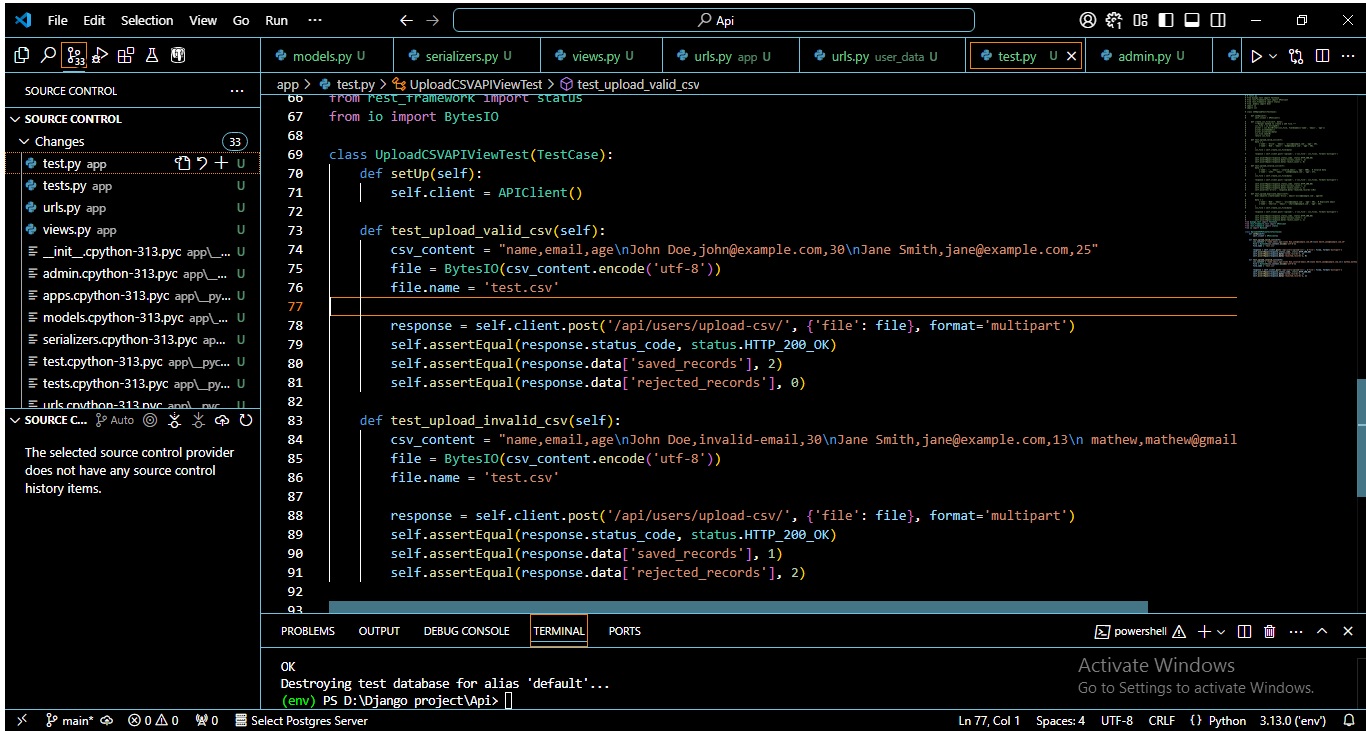 File Edit Selection View Go Run ··· Api
33
models.py U serializers.py U views.py U urls.py app U urls.py user_data U test.py U admin.py U
SOURCE CONTROL ···
app > test.py > UploadCSVAPIViewTest > test_upload_valid_csv
SOURCE CONTROL
Changes 33
test.py app U
tests.py app U
urls.py app U
views.py app U
__init__.cpython-313.pyc app\__... U
admin.cpython-313.pyc app\__... U
apps.cpython-313.pyc app\__py... U
models.cpython-313.pyc app\_... U
serializers.cpython-313.pyc ap... U
test.cpython-313.pyc app\__pyc... U
tests.cpython-313.pyc app\__py... U
urls.cpython-313.pyc app\__pyc... U
SOURCE C... Auto
The selected source control provider
does not have any source control
history items.
66 from rest_framework import status
67 from io import BytesIO
68
69 class UploadCSVAPIViewTest(TestCase):
70 def setUp(self):
71 self.client = APIClient()
72
73 def test_upload_valid_csv(self):
74 csv_content = "name,email,age\nJohn Doe,john@example.com,30\nJane Smith,jane@example.com,25"
75 file = BytesIO(csv_content.encode('utf-8'))
76 file.name = 'test.csv'
77
78 response = self.client.post('/api/users/upload-csv/', {'file': file}, format='multipart')
79 self.assertEqual(response.status_code, status.HTTP_200_OK)
80 self.assertEqual(response.data['saved_records'], 2)
81 self.assertEqual(response.data['rejected_records'], 0)
82
83 def test_upload_invalid_csv(self):
84 csv_content = "name,email,age\nJohn Doe,invalid-email,30\nJane Smith,jane@example.com,13\n mathew,mathew@gmail
85 file = BytesIO(csv_content.encode('utf-8'))
86 file.name = 'test.csv'
87
88 response = self.client.post('/api/users/upload-csv/', {'file': file}, format='multipart')
89 self.assertEqual(response.status_code, status.HTTP_200_OK)
90 self.assertEqual(response.data['saved_records'], 1)
91 self.assertEqual(response.data['rejected_records'], 2)
92
93
PROBLEMS OUTPUT DEBUG CONSOLE TERMINAL PORTS powershell
OK
Destroying test database for alias 'default'...
(env) PS D:\Django project\Api>
Activate Windows
Go to Settings to activate Windows.
main* 0 0 0 Select Postgres Server Ln 77, Col 1 Spaces: 4 UTF-8 CRLF {} Python 3.13.0 ('env')